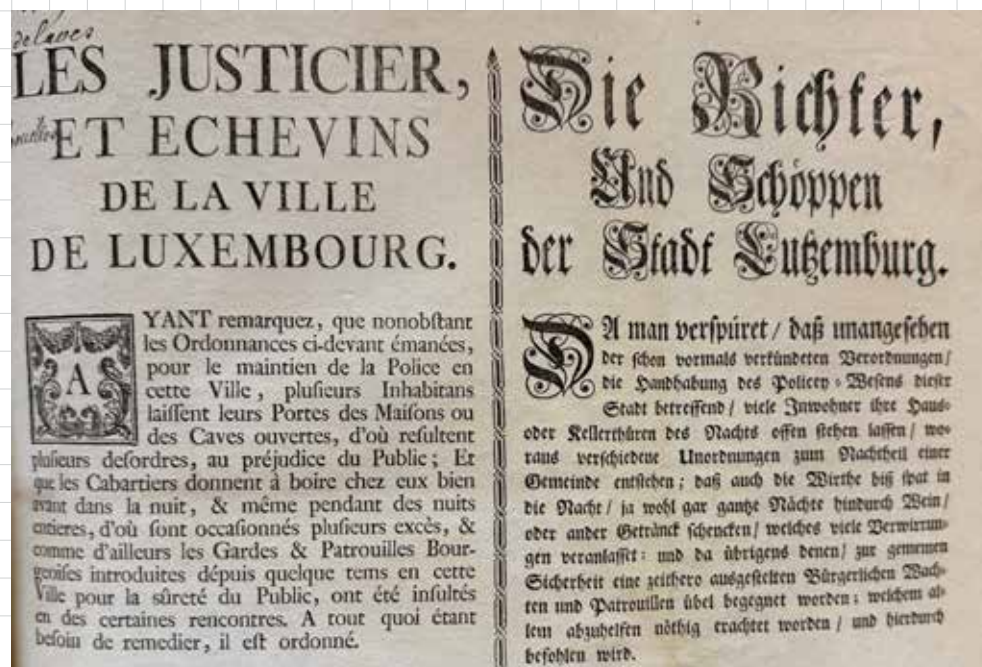 delaves
LES JUSTICIER,
ET ECHEVINS
DE LA VILLE
DE LUXEMBOURG.
AYANT remarquez, que nonobſtant
les Ordonnances ci-devant émanées,
pour le maintien de la Police en
cette Ville, pluſieurs Inhabitans
laiſſent leurs Portes des Maiſons ou
des Caves ouvertes, d'où reſultent
pluſieurs deſordres, au préjudice du Public; Et
que les Cabartiers donnent à boire chez eux bien
avant dans la nuit, & même pendant des nuits
entieres, d'où ſont occaſionnés pluſieurs excès, &
comme d'ailleurs les Gardes & Patrouilles Bour-
geoiſes introduites dépuis quelque tems en cette
Ville pour la sûreté du Public, ont été inſultés
en des certaines rencontres. A tout quoi étant
beſoin de remedier, il eſt ordonné.
Die Richter,
Und Schöppen
der Stadt Lutzemburg.
DA man verſpüret / daß unangeſehen
der ſchon vormals verkündeten Verordnungen /
die Handhabung des Policey-Weſens dieſer
Stadt betreffend / viele Inwohner ihre Haus-
oder Kellerthüren des Nachts offen ſtehen laſſen / wo-
raus verſchiedene Unordnungen zum Nachtheil einer
Gemeinde entſtehen; daß auch die Wirthe biß ſpat in
die Nacht / ja wohl gar gantze Nächte hindurch Wein /
oder ander Getränck ſchencken / welches viele Verwirrun-
gen veranlaſſet: und da übrigens denen / zur gemeinen
Sicherheit eine zeithero ausgeſtelten Bürgerlichen Wach-
ten und Patrouillen übel begegnet worden; welchem al-
lem abzuhelfen nöthig erachtet worden / und hierdurch
befohlen wird.